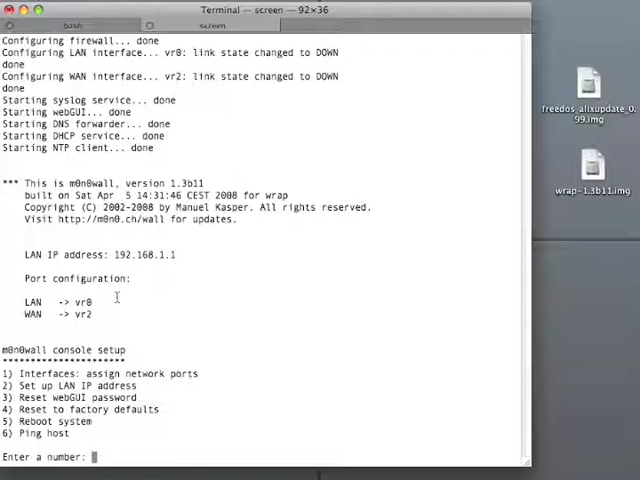 Terminal — screen — 92×36
bash
screen
Configuring firewall... done
Configuring LAN interface... vr0: link state changed to DOWN
done
Configuring WAN interface... vr2: link state changed to DOWN
done
Starting syslog service... done
Starting webGUI... done
Starting DNS forwarder... done
Starting DHCP service... done
Starting NTP client... done
*** This is m0n0wall, version 1.3b11
built on Sat Apr  5 14:31:46 CEST 2008 for wrap
Copyright (C) 2002-2008 by Manuel Kasper. All rights reserved.
Visit http://m0n0.ch/wall for updates.
LAN IP address: 192.168.1.1
Port configuration:
LAN   -> vr0
WAN   -> vr2
m0n0wall console setup
**********************
1) Interfaces: assign network ports
2) Set up LAN IP address
3) Reset webGUI password
4) Reset to factory defaults
5) Reboot system
6) Ping host
Enter a number:
freedos_alixupdate_0.
99.img
wrap-1.3b11.img